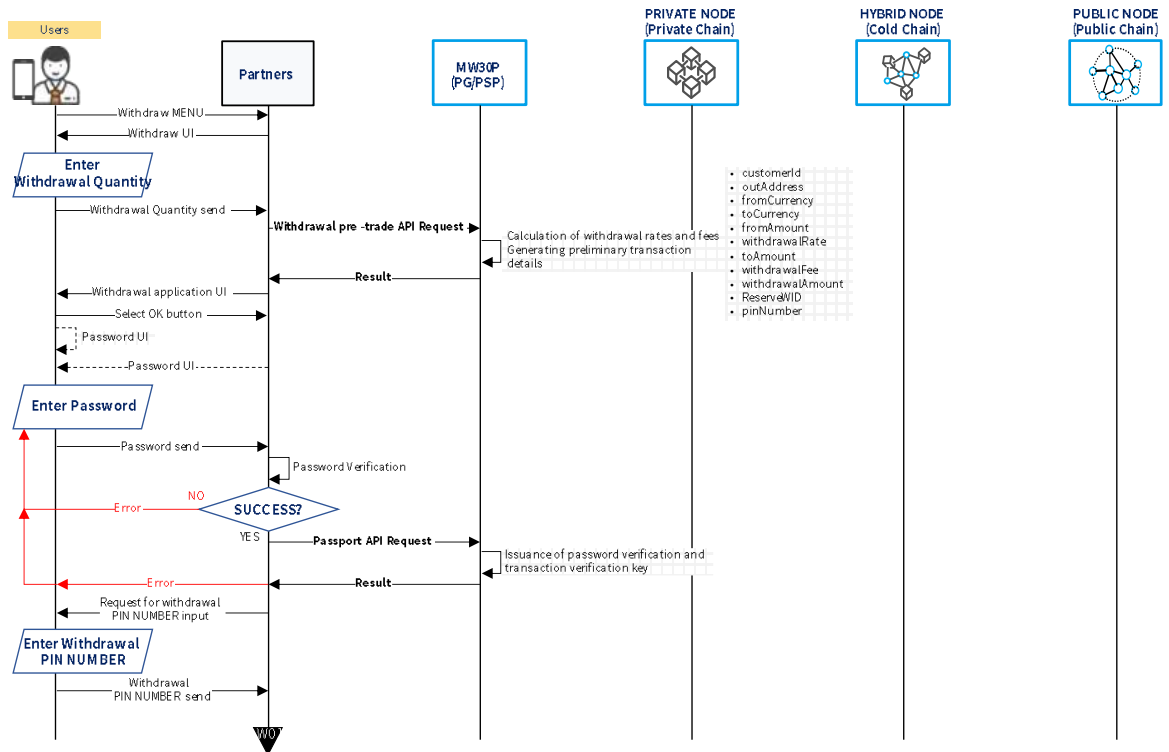 Users
Partners
MW30P
(PG/PSP)
PRIVATE NODE
(Private Chain)
HYBRID NODE
(Cold Chain)
PUBLIC NODE
(Public Chain)
Withdraw MENU
Withdraw UI
Enter
Withdrawal Quantity
Withdrawal Quantity send
Withdrawal pre -trade API Request
Calculation of withdrawal rates and fees
Generating preliminary transaction
details
• customerId
• outAddress
• fromCurrency
• toCurrency
• fromAmount
• withdrawalRate
• toAmount
• withdrawalFee
• withdrawalAmount
• ReserveWID
• pinNumber
Result
Withdrawal application UI
Select OK button
Password UI
Password UI
Enter Password
Password send
Password Verification
NO
Error
SUCCESS?
YES
Passport API Request
Issuance of password verification and
transaction verification key
Error
Result
Request for withdrawal
PIN NUMBER input
Enter Withdrawal
PIN NUMBER
Withdrawal
PIN NUMBER send
WO